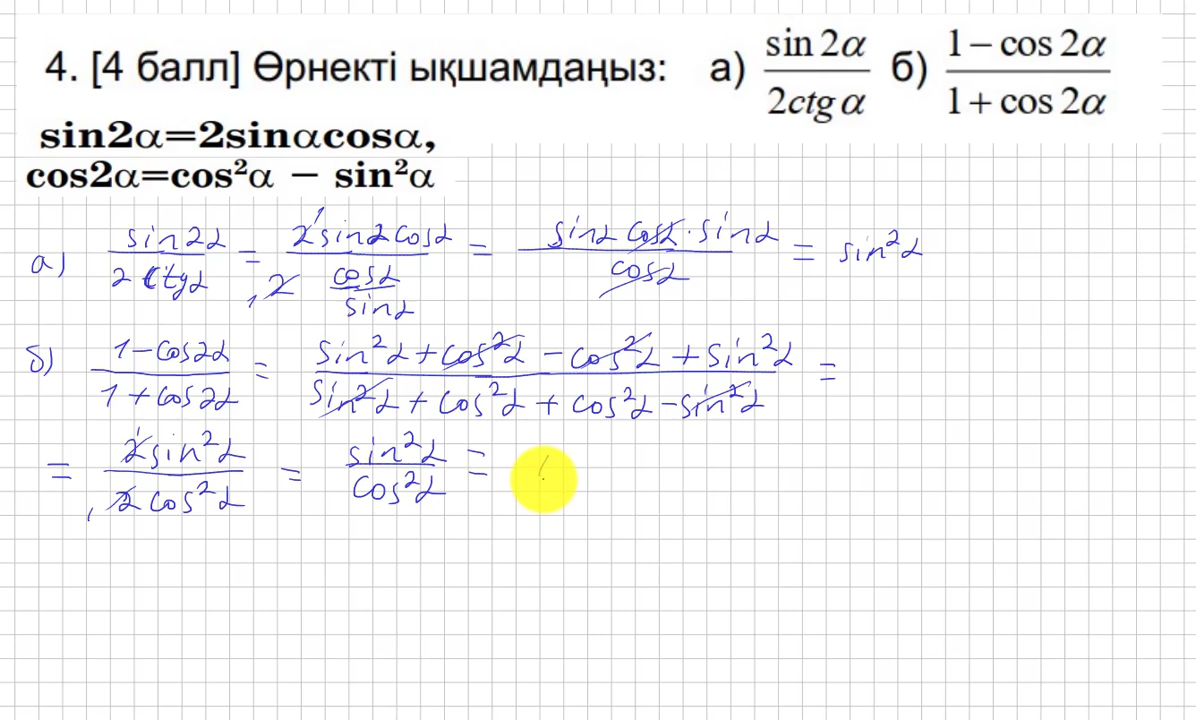 4. [4 балл] Өрнекті ықшамдаңыз: а) sin 2α / 2ctg α б) 1 − cos 2α / 1 + cos 2α
sin2α=2sinαcosα,
cos2α=cos²α − sin²α
а) sin2α / 2ctgα = 2sinαcosα / 2 cosα/sinα = sinα cosα · sinα / cosα = sin²α
б) 1−cos2α / 1+cos2α = sin²α + cos²α − cos²α + sin²α / sin²α + cos²α + cos²α − sin²α =
= 2sin²α / 2cos²α = sin²α / cos²α =